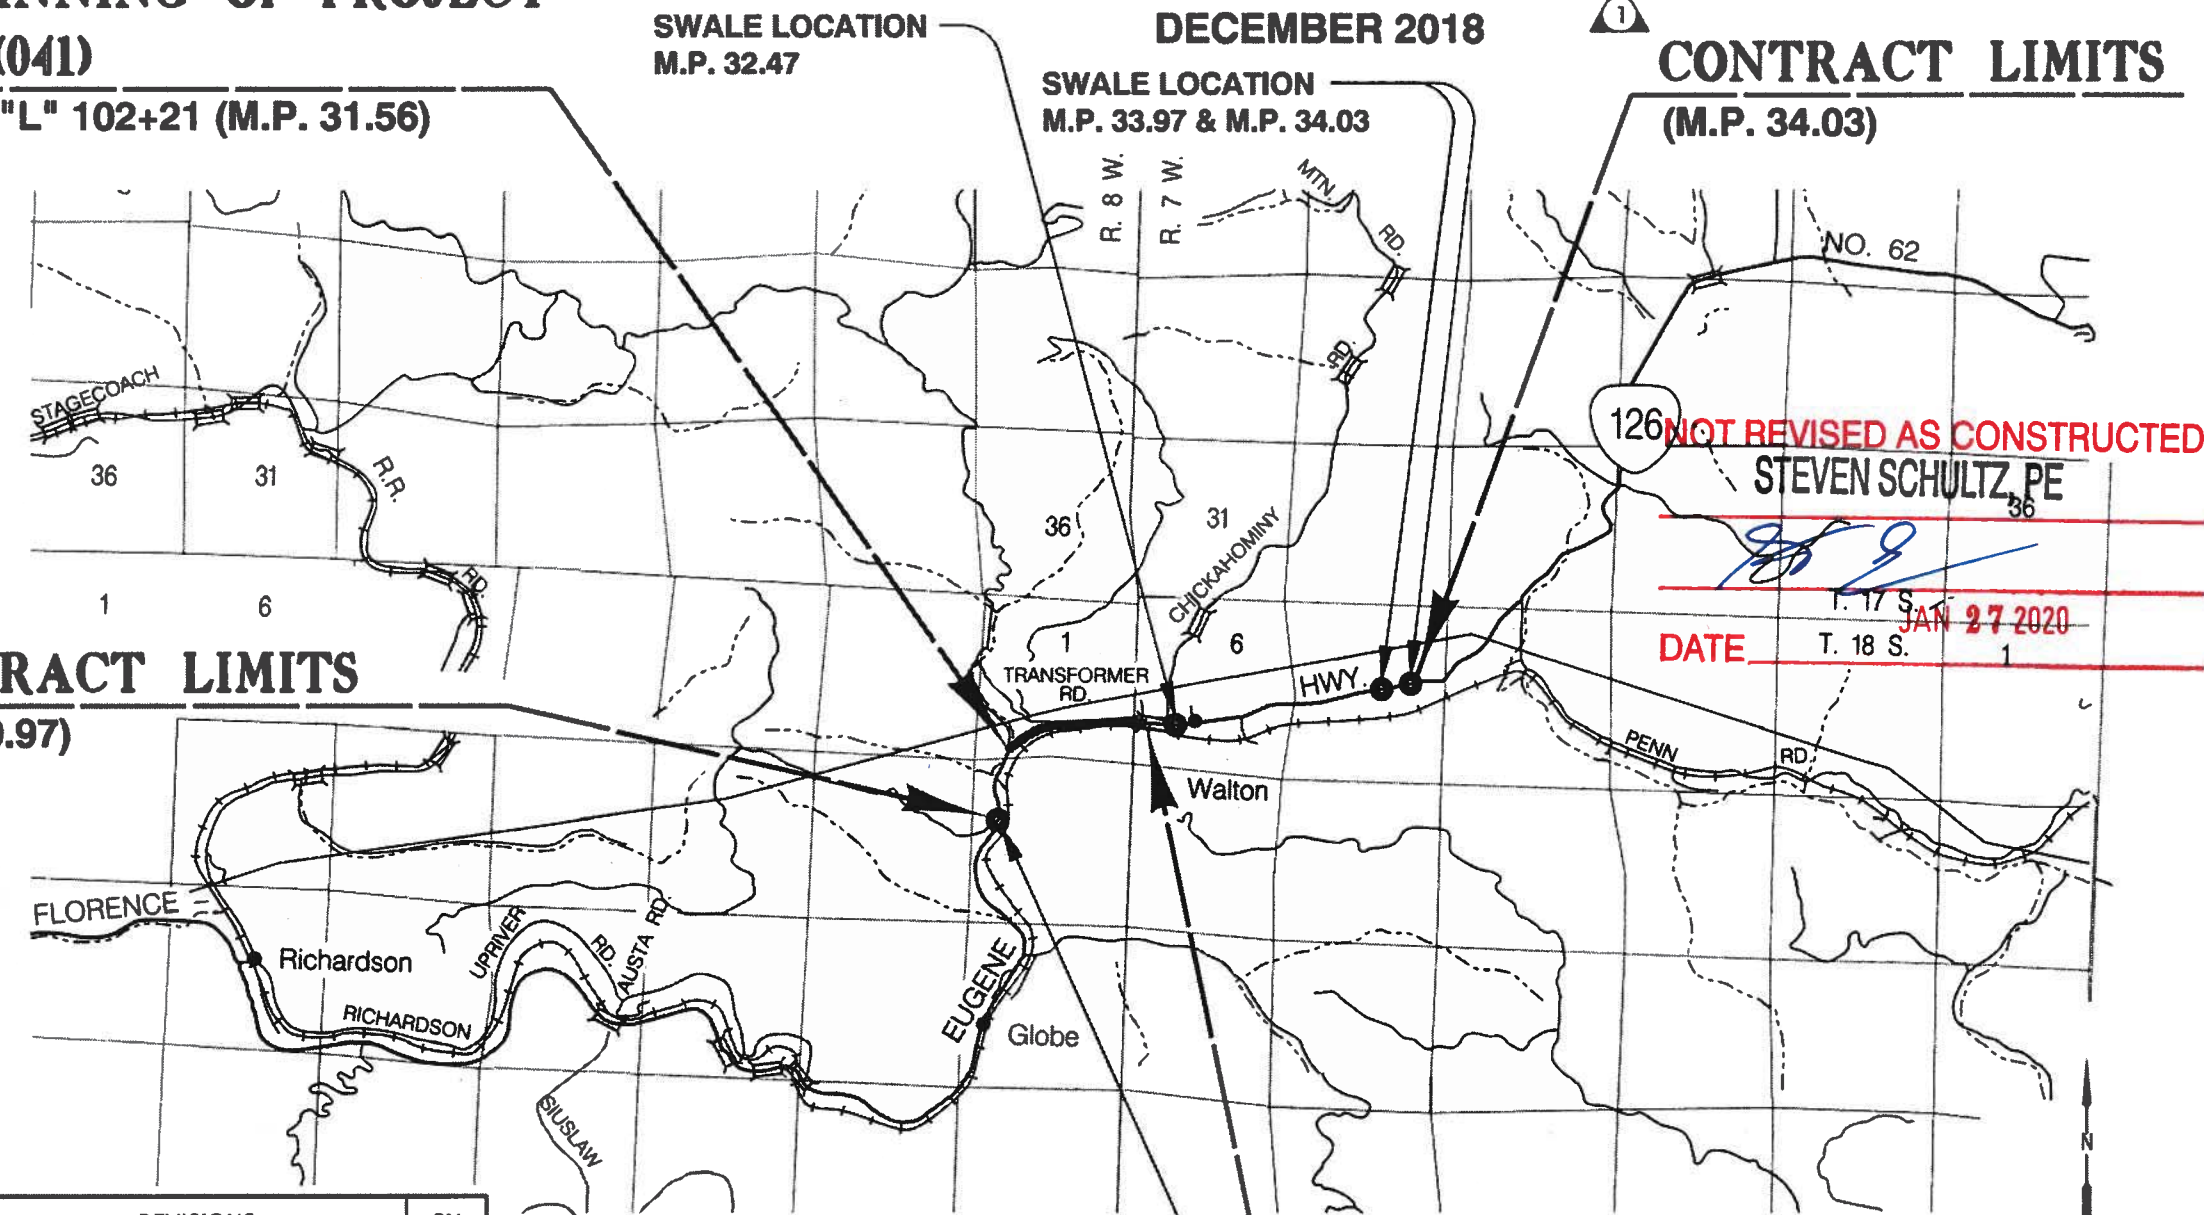 OF PROJECT
(041)
"L" 102+21 (M.P. 31.56)
SWALE LOCATION
M.P. 32.47
DECEMBER 2018
SWALE LOCATION
M.P. 33.97 & M.P. 34.03
1
CONTRACT LIMITS
(M.P. 34.03)
R. 8 W.
R. 7 W.
MTN.
RD.
NO. 62
RD.
STAGECOACH
R.R.
RD.
36
31
1
6
36
31
CHICKAHOMINY
1
6
TRANSFORMER
RD.
HWY.
126
NOT REVISED AS CONSTRUCTED
STEVEN SCHULTZ, PE
36
T. 17 S.
JAN 27 2020
DATE
T. 18 S.
1
LIMITS
.97)
Walton
PENN
RD.
FLORENCE
Richardson
UPRIVER
RD.
AUSTA RD.
RICHARDSON
EUGENE
Globe
SIUSLAW
N